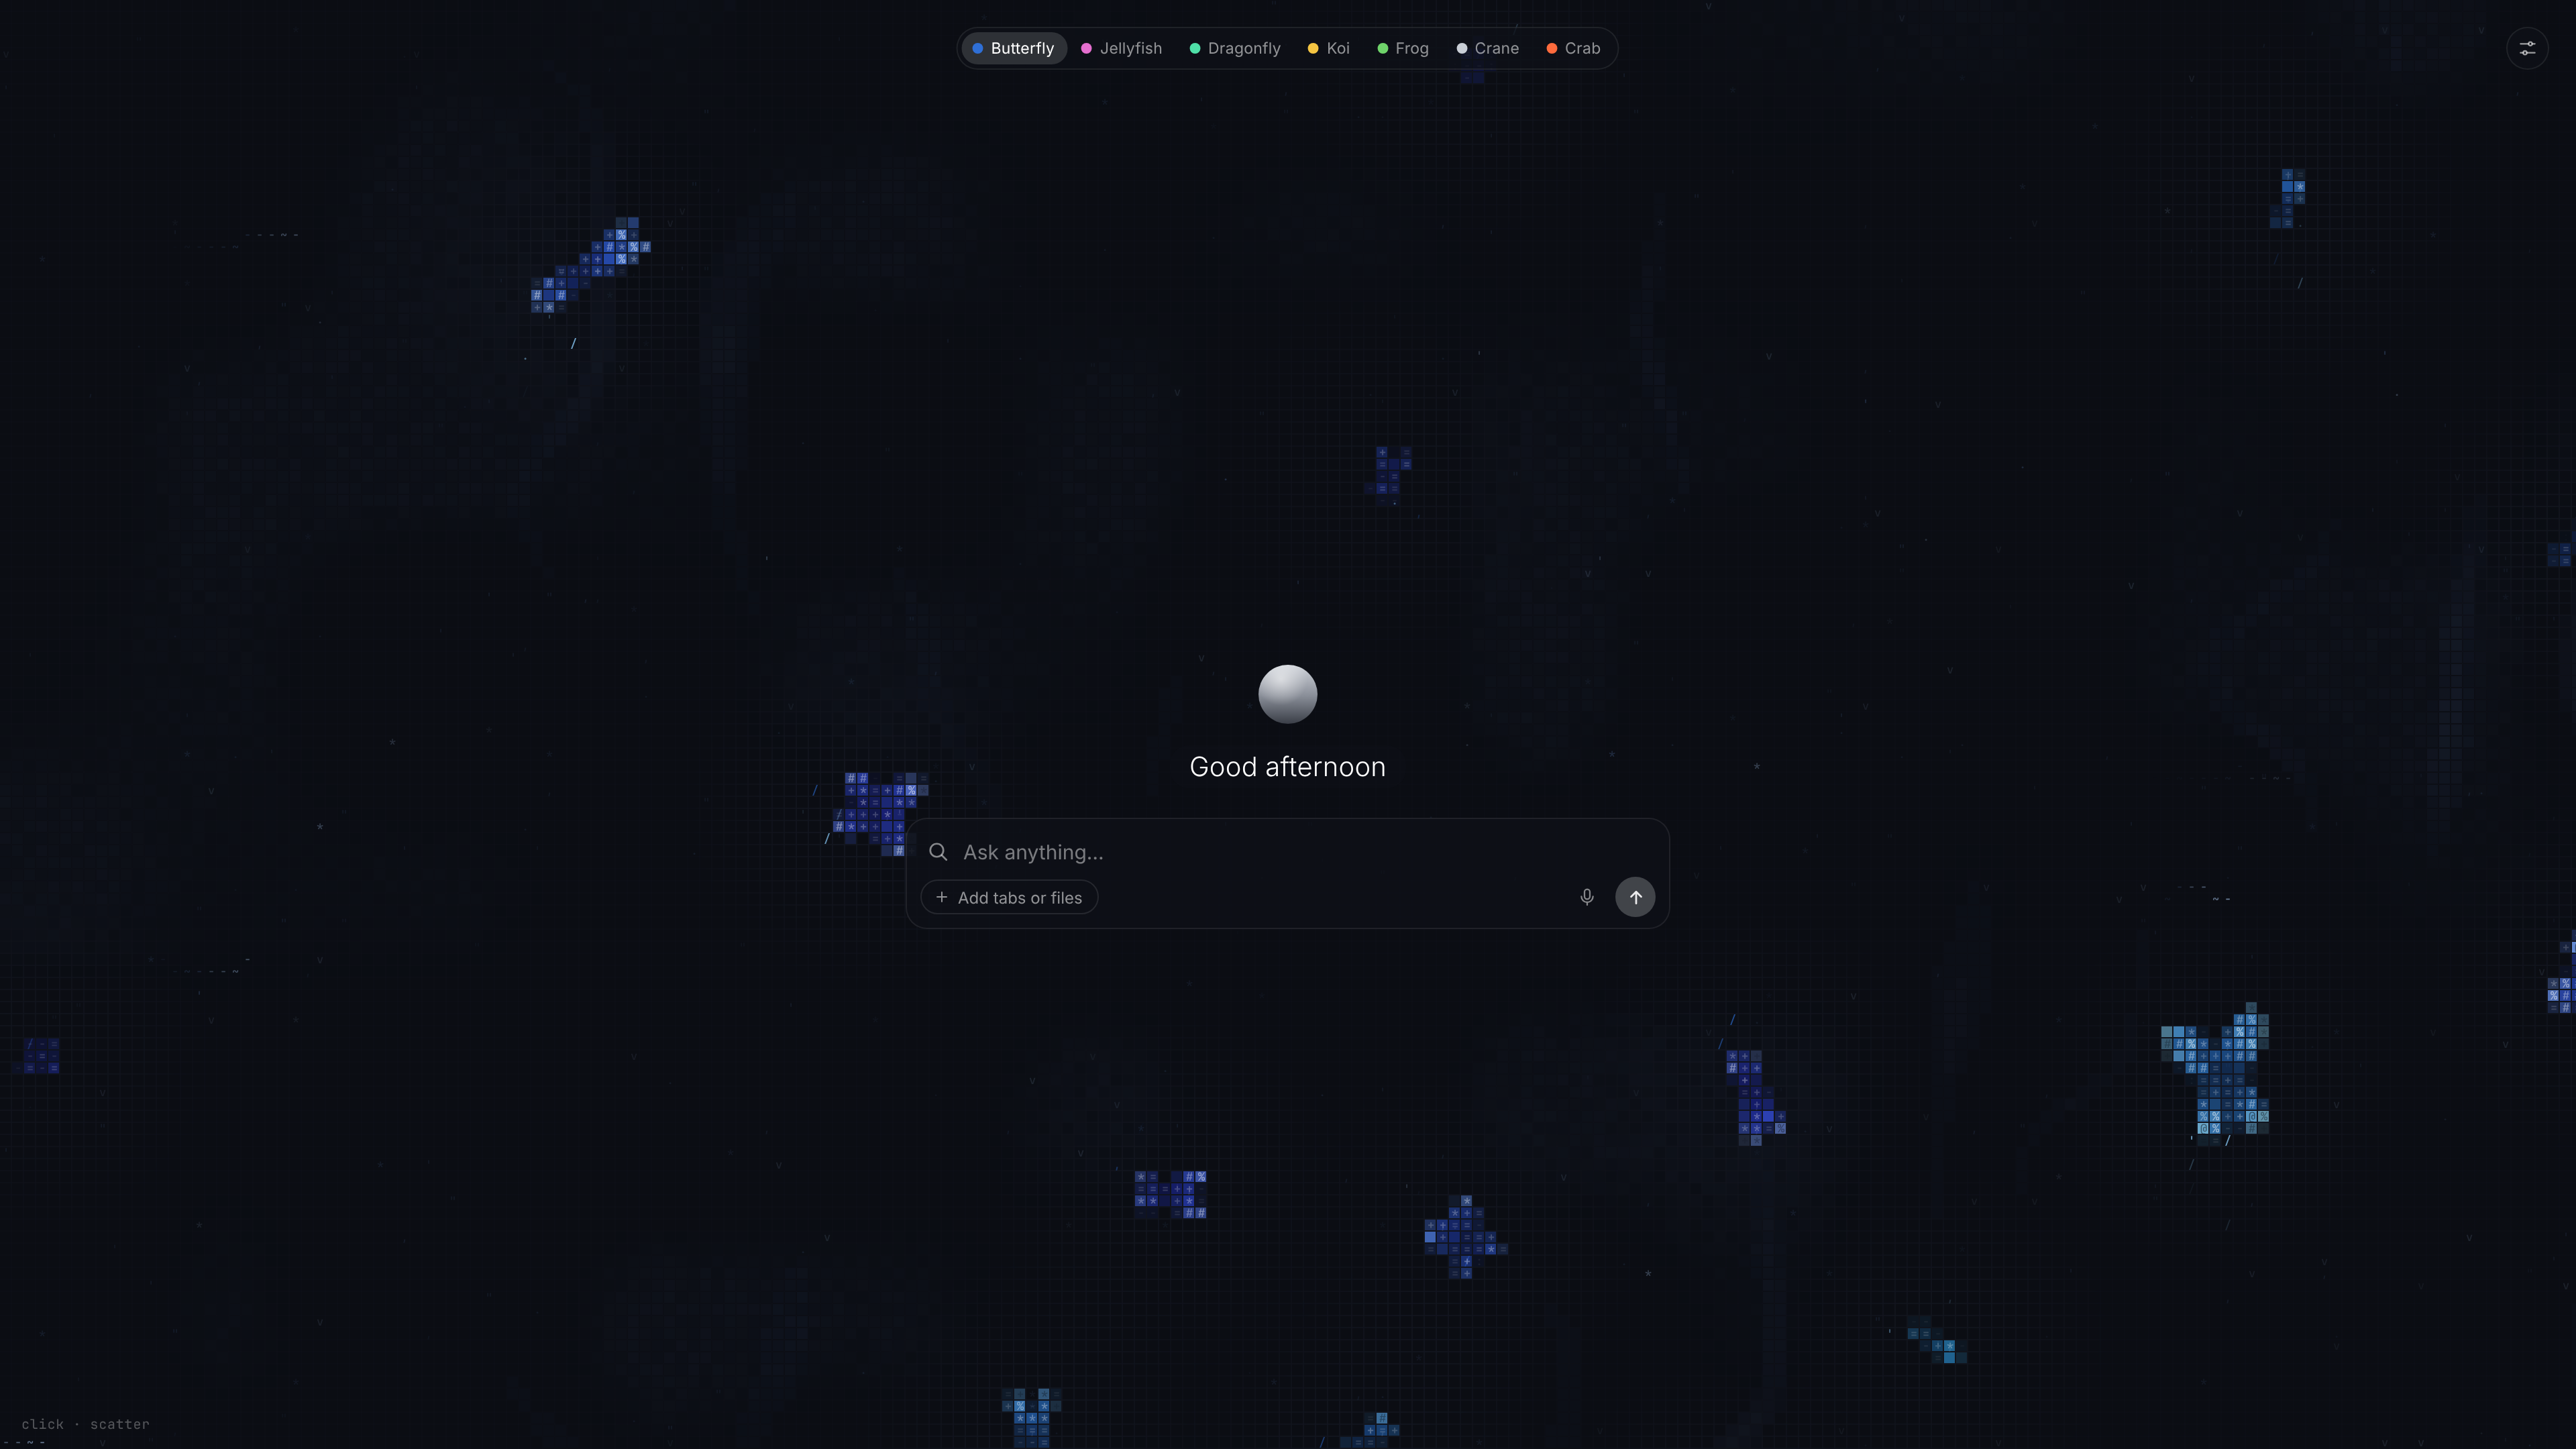 Butterfly Jellyfish Dragonfly Koi Frog Crane Crab
Good afternoon
Ask anything...
+ Add tabs or files
click · scatter